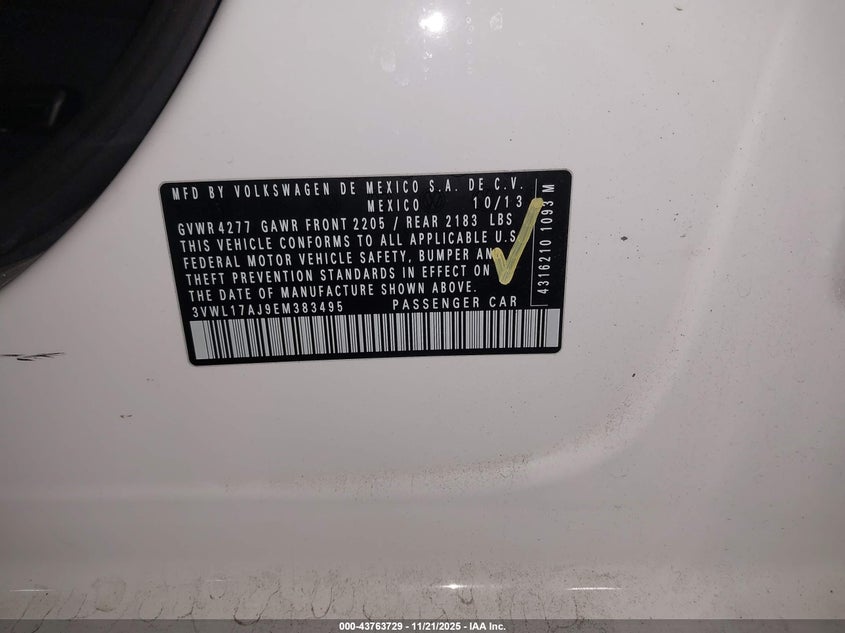 MFD BY VOLKSWAGEN DE MEXICO S.A. DE C.V.
MEXICO 10/13
GVWR 4277 GAWR FRONT 2205 / REAR 2183 LBS
THIS VEHICLE CONFORMS TO ALL APPLICABLE U.S
FEDERAL MOTOR VEHICLE SAFETY, BUMPER AND
THEFT PREVENTION STANDARDS IN EFFECT ON
THE DATE OF MANUFACTURE SHOWN ABOVE.
3VWL17AJ9EM383495 PASSENGER CAR
4316210 1093 M
000-43763729 - 11/21/2025 - IAA Inc.